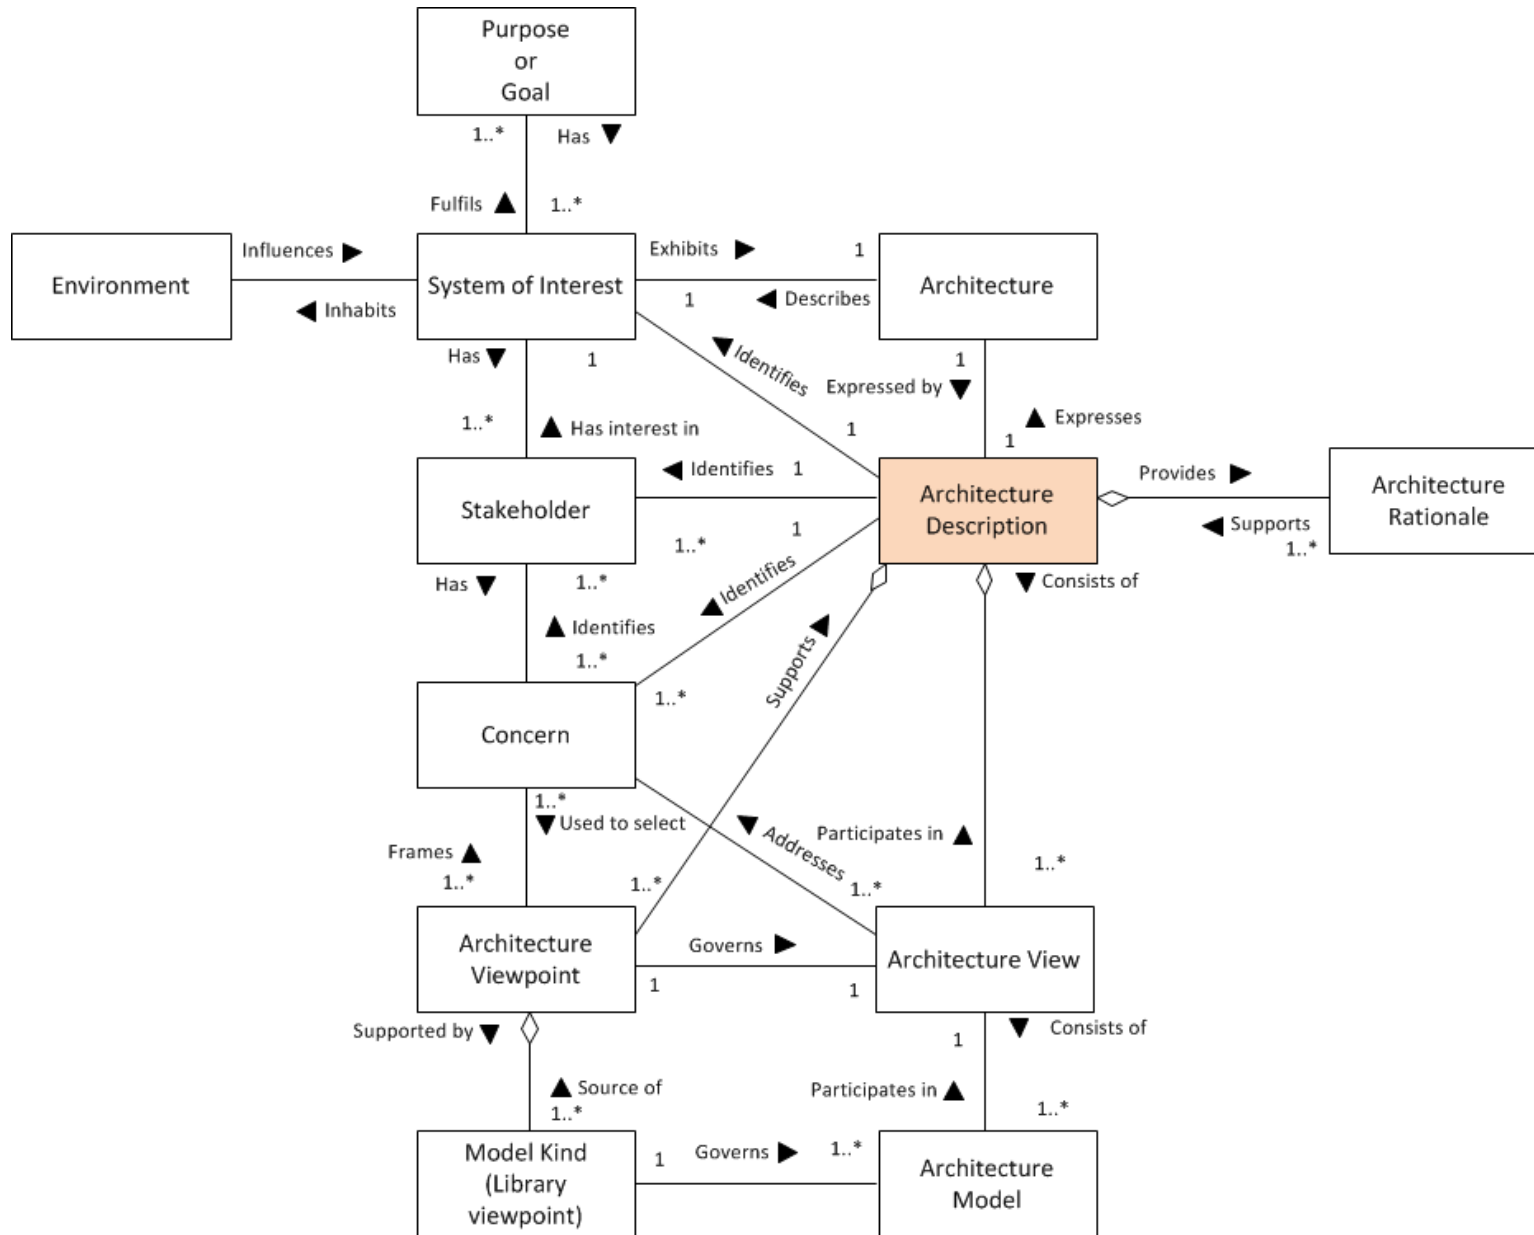 Purpose
or
Goal
1..*
Has
Fulfils
1..*
Environment
Influences
Inhabits
System of Interest
Exhibits
1
1
Describes
Architecture
Has
1
Identifies
1
Expressed by
1..*
Has interest in
1
Expresses
1
Identifies
1
Stakeholder
Architecture
Description
Provides
Supports
1..*
Architecture
Rationale
1..*
1
Has
1..*
Identifies
Consists of
Identifies
1..*
Supports
1..*
Concern
1..*
Used to select
Frames
1..*
Addresses
Participates in
1..*
1..*
1..*
Architecture
Viewpoint
Governs
1
1
Architecture View
Supported by
Consists of
1
Source of
1..*
Participates in
1..*
Model Kind
(Library
viewpoint)
1
Governs
1..*
Architecture
Model